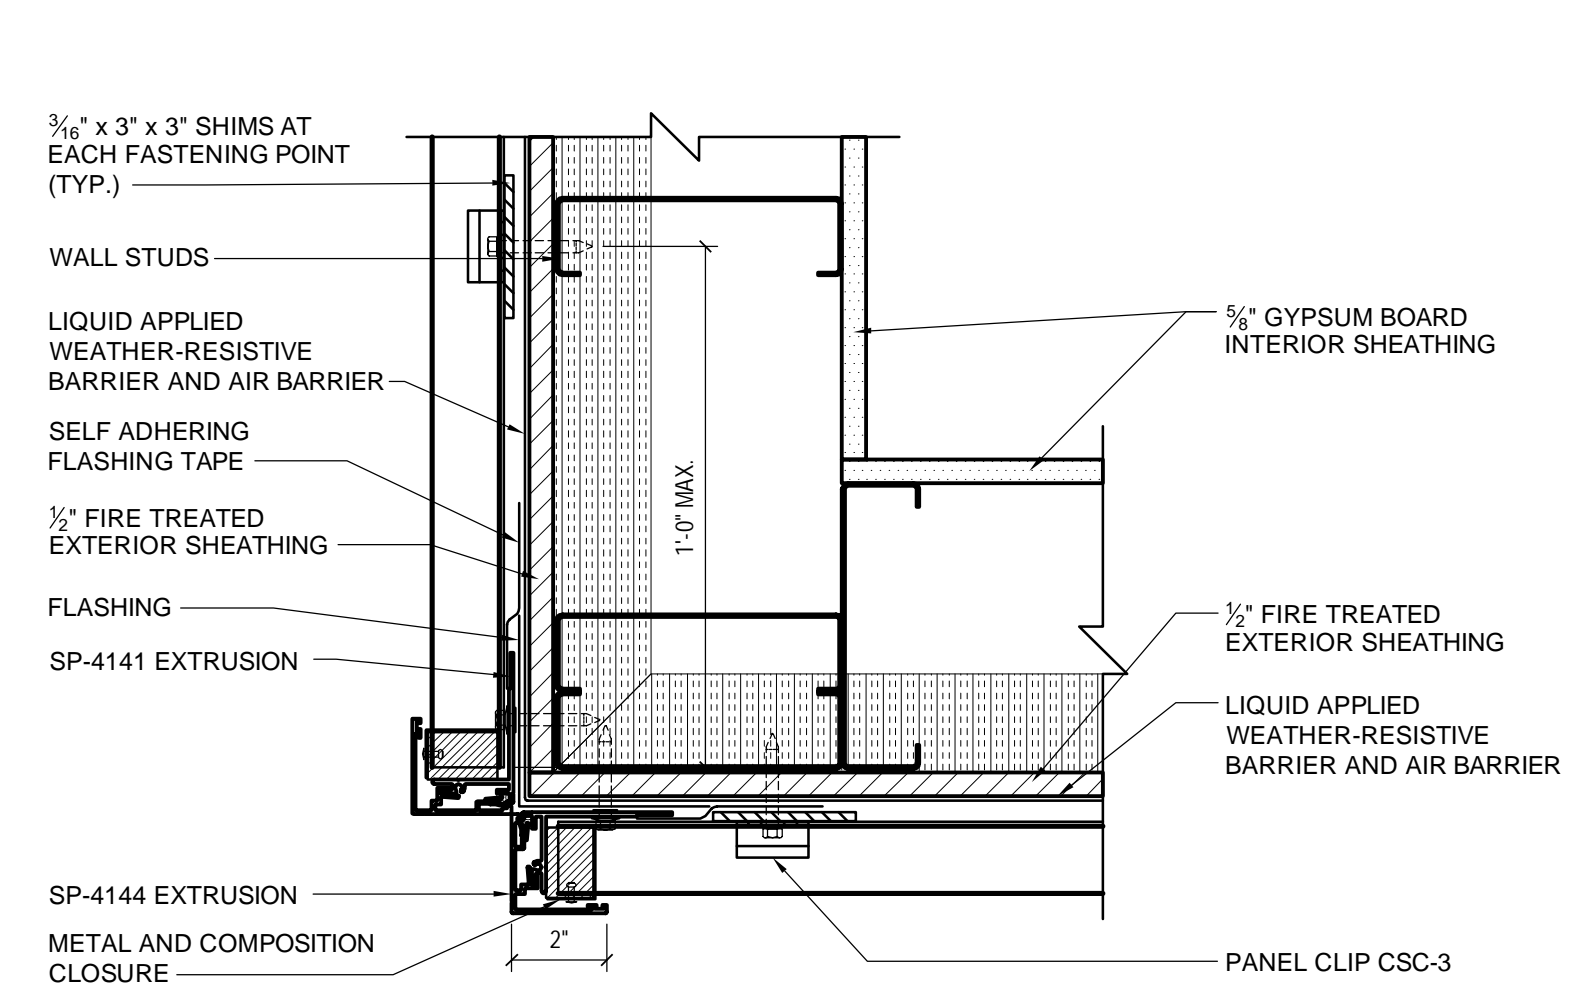 3⁄16" x 3" x 3" SHIMS AT
EACH FASTENING POINT
(TYP.)
WALL STUDS
LIQUID APPLIED
WEATHER-RESISTIVE
BARRIER AND AIR BARRIER
SELF ADHERING
FLASHING TAPE
1⁄2" FIRE TREATED
EXTERIOR SHEATHING
FLASHING
SP-4141 EXTRUSION
SP-4144 EXTRUSION
METAL AND COMPOSITION
CLOSURE
2"
1'-0" MAX.
5⁄8" GYPSUM BOARD
INTERIOR SHEATHING
1⁄2" FIRE TREATED
EXTERIOR SHEATHING
LIQUID APPLIED
WEATHER-RESISTIVE
BARRIER AND AIR BARRIER
PANEL CLIP CSC-3